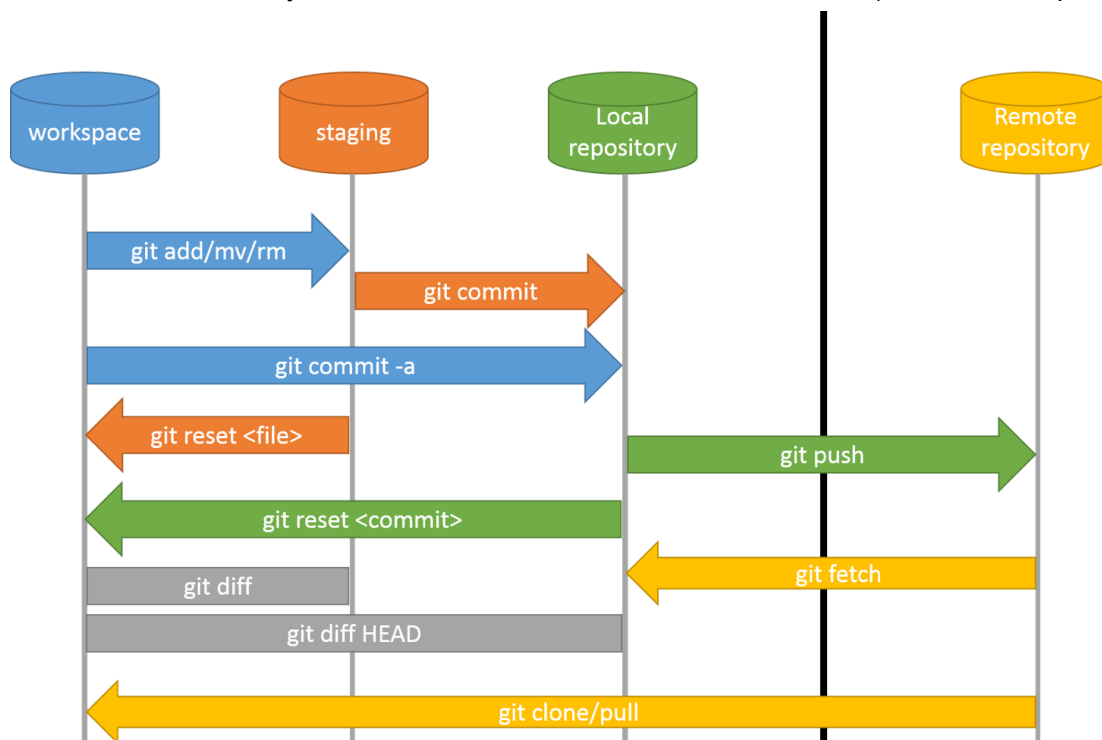 workspace
staging
Local
repository
Remote
repository
git add/mv/rm
git commit
git commit -a
git reset <file>
git push
git reset <commit>
git fetch
git diff
git diff HEAD
git clone/pull